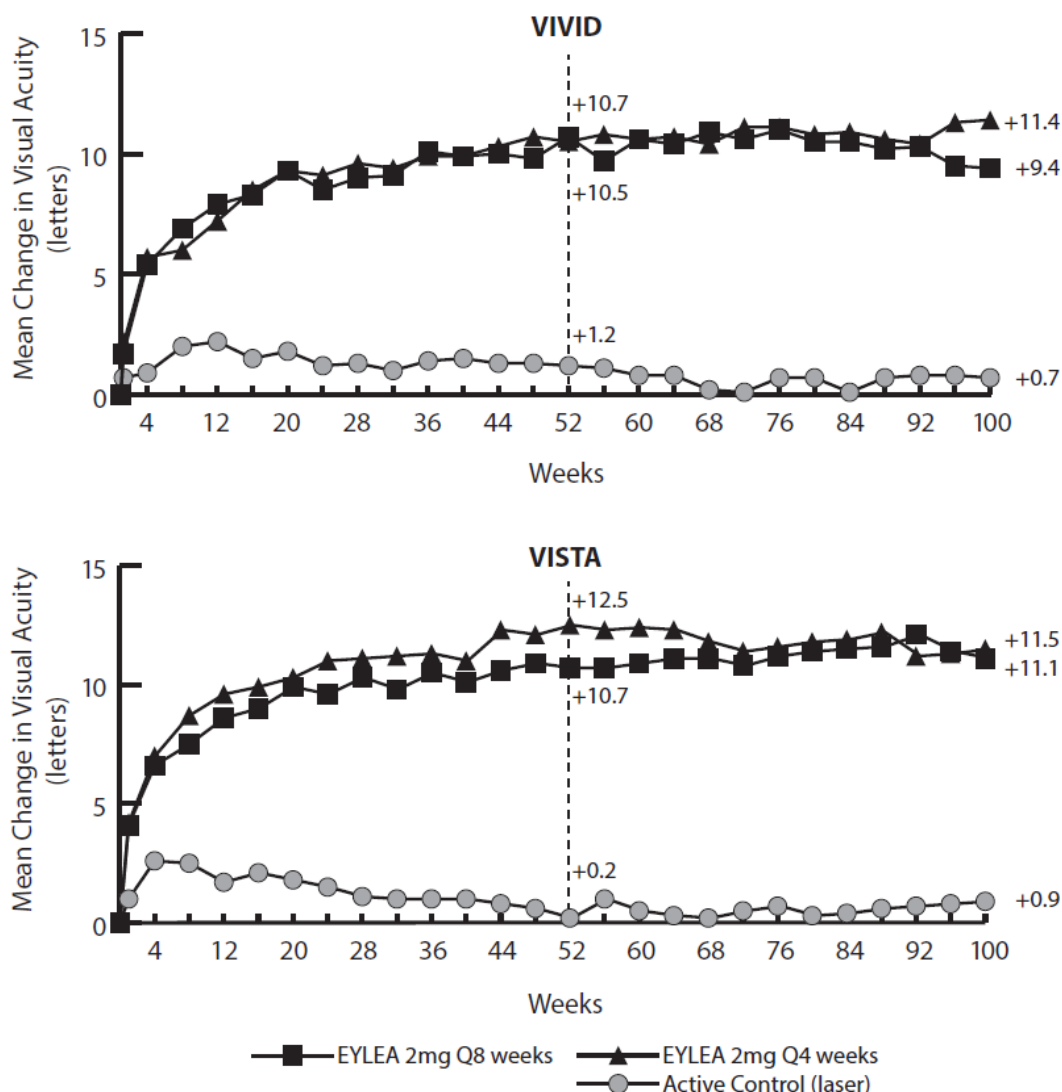 VIVID
15
10
5
0
Mean Change in Visual Acuity
(letters)
+10.7
+10.5
+1.2
+11.4
+9.4
+0.7
4 12 20 28 36 44 52 60 68 76 84 92 100
Weeks
VISTA
15
10
5
0
Mean Change in Visual Acuity
(letters)
+12.5
+10.7
+0.2
+11.5
+11.1
+0.9
4 12 20 28 36 44 52 60 68 76 84 92 100
Weeks
EYLEA 2mg Q8 weeks EYLEA 2mg Q4 weeks
Active Control (laser)